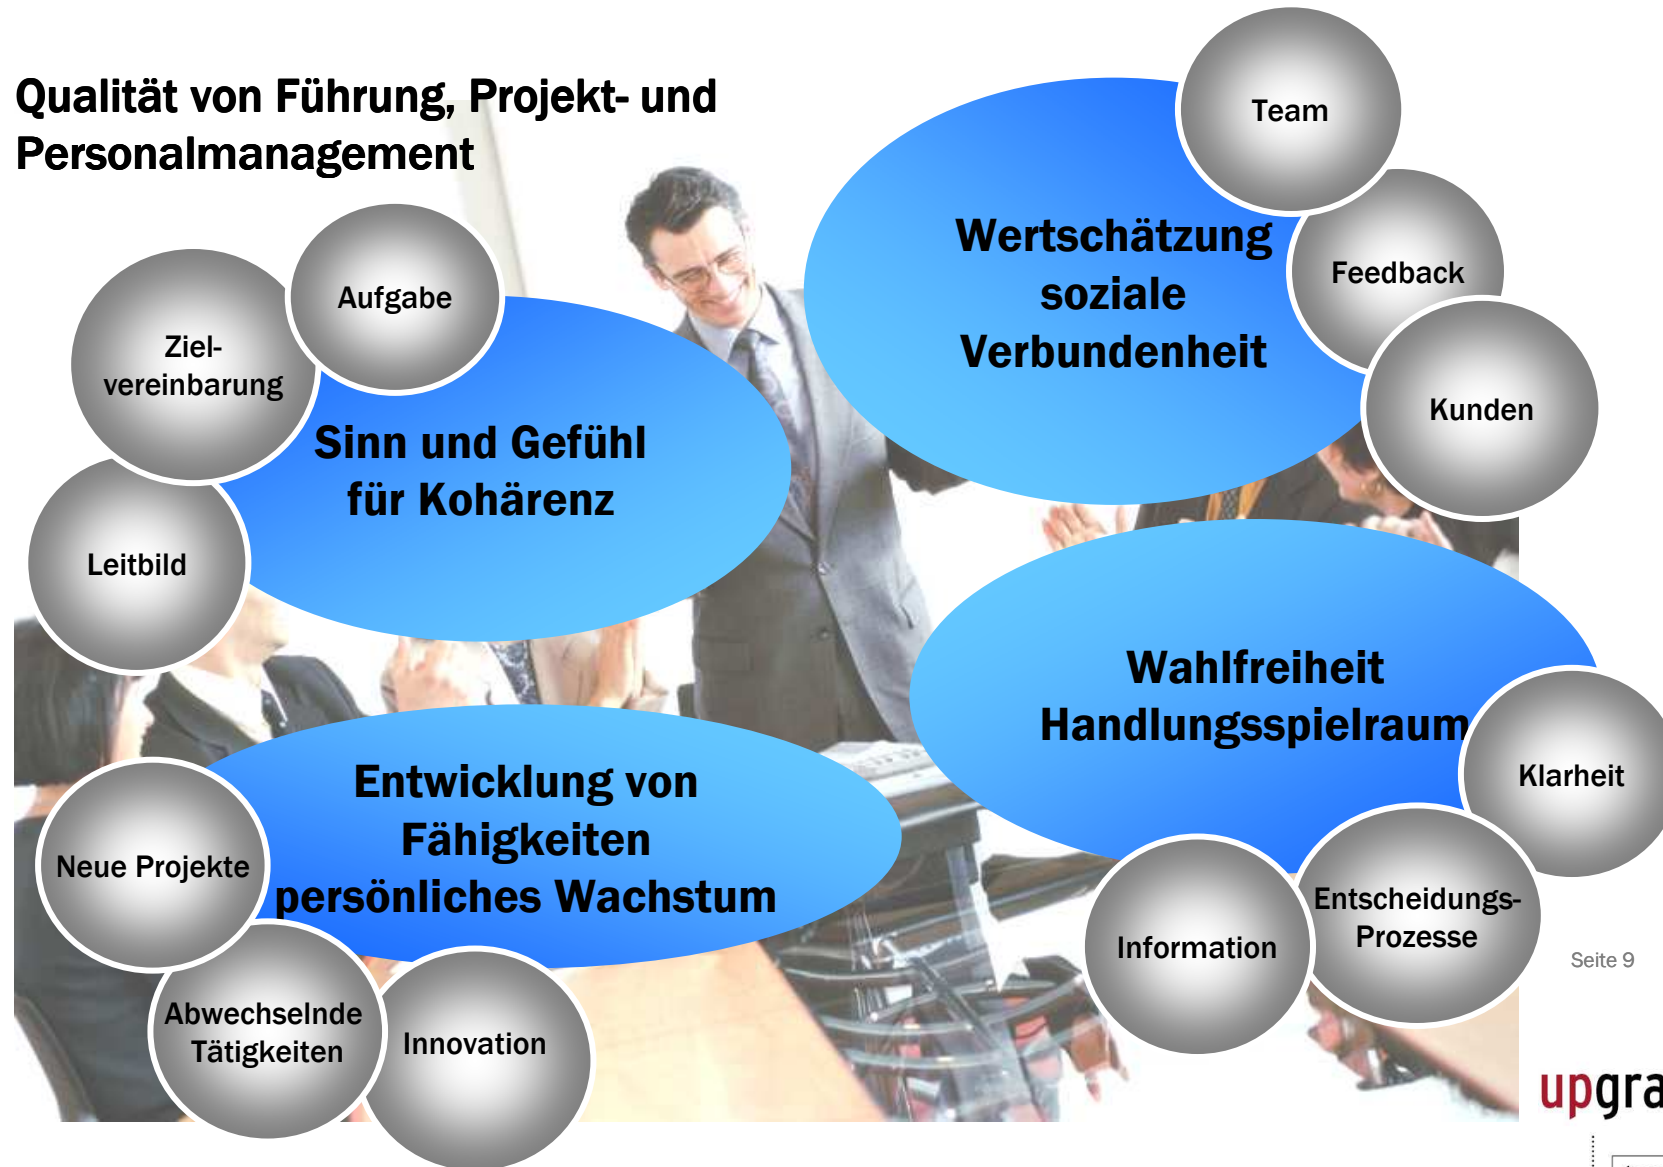 Qualität von Führung, Projekt- und
Personalmanagement
Aufgabe
Ziel-
vereinbarung
Leitbild
Sinn und Gefühl
für Kohärenz
Team
Feedback
Kunden
Wertschätzung
soziale
Verbundenheit
Entwicklung von
Fähigkeiten
persönliches Wachstum
Neue Projekte
Abwechselnde
Tätigkeiten
Innovation
Wahlfreiheit
Handlungsspielraum
Klarheit
Entscheidungs-
Prozesse
Information
Seite 9
upgra